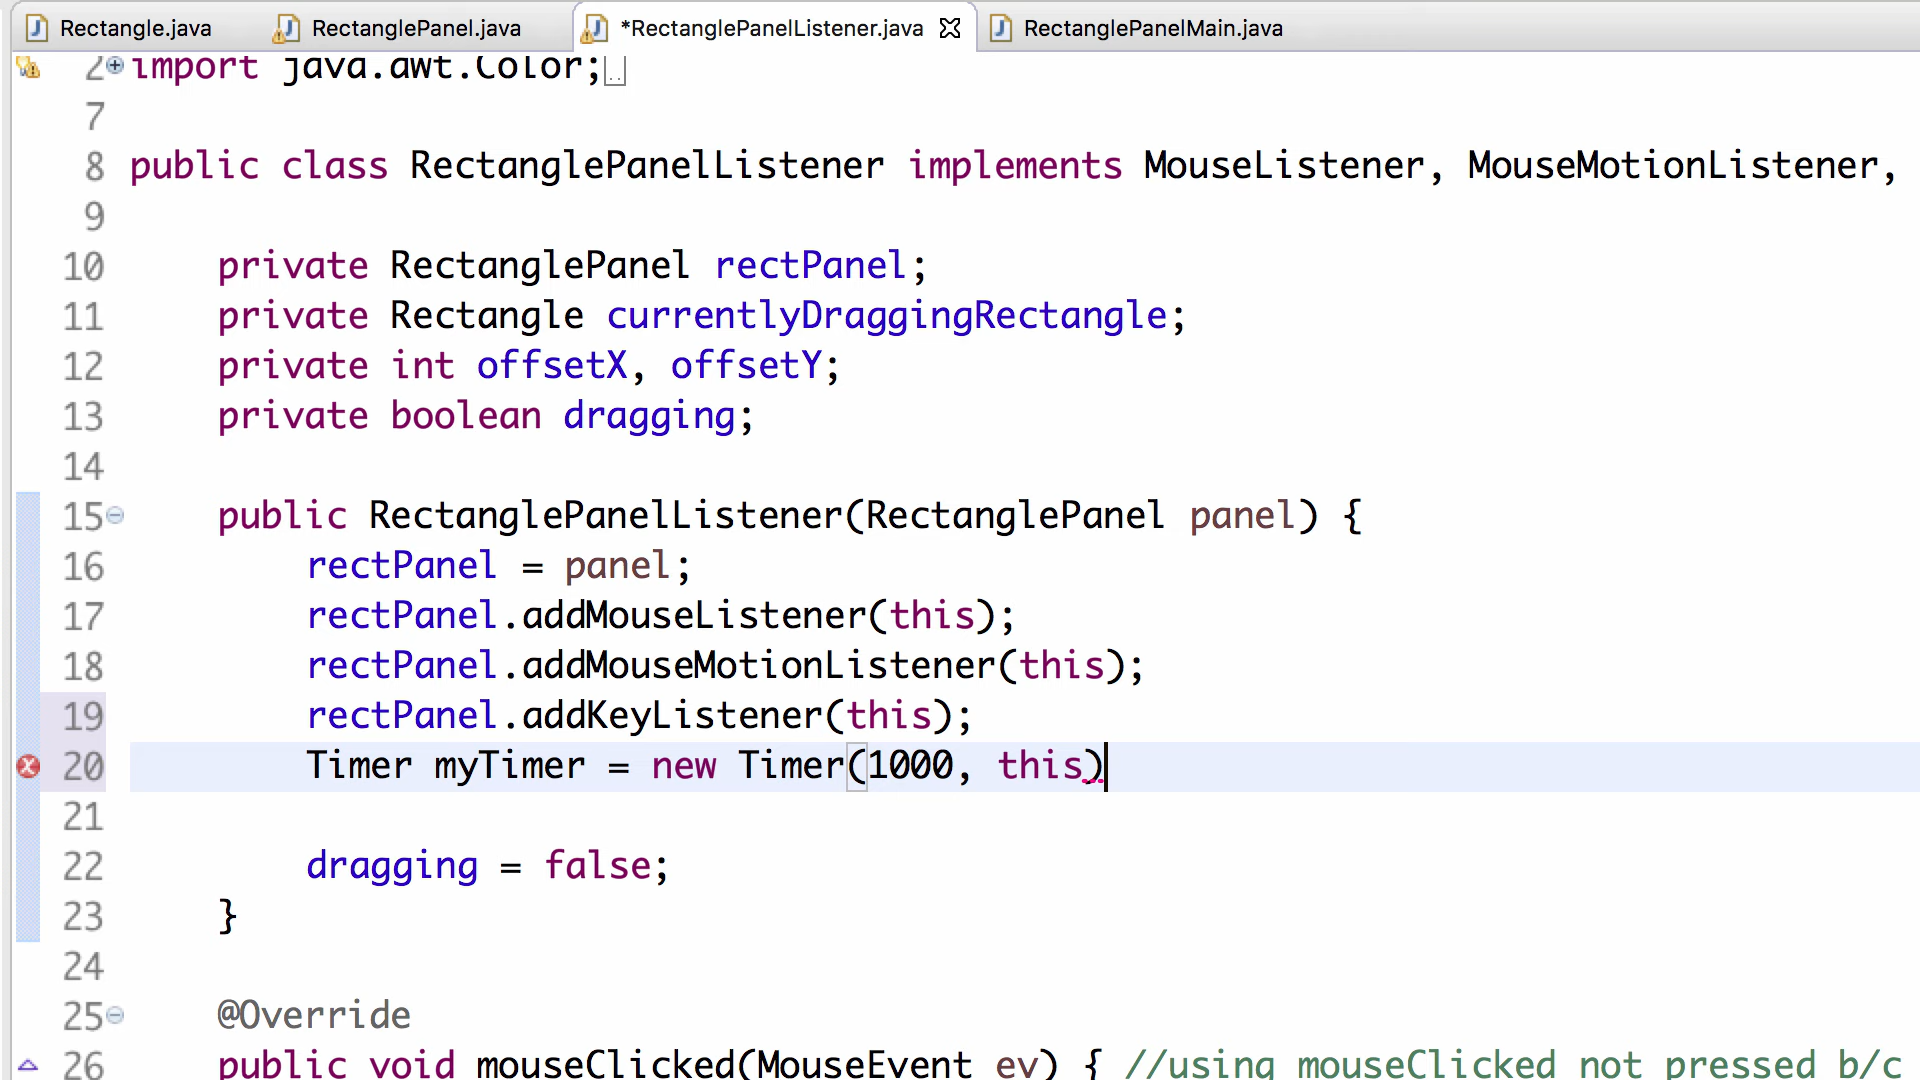 Rectangle.java RectanglePanel.java *RectanglePanelListener.java RectanglePanelMain.java
2 import java.awt.Color;
7
8 public class RectanglePanelListener implements MouseListener, MouseMotionListener,
9
10 private RectanglePanel rectPanel;
11 private Rectangle currentlyDraggingRectangle;
12 private int offsetX, offsetY;
13 private boolean dragging;
14
15 public RectanglePanelListener(RectanglePanel panel) {
16 rectPanel = panel;
17 rectPanel.addMouseListener(this);
18 rectPanel.addMouseMotionListener(this);
19 rectPanel.addKeyListener(this);
20 Timer myTimer = new Timer(1000, this)
21
22 dragging = false;
23 }
24
25 @Override
26 public void mouseClicked(MouseEvent ev) { //using mouseClicked not pressed b/c